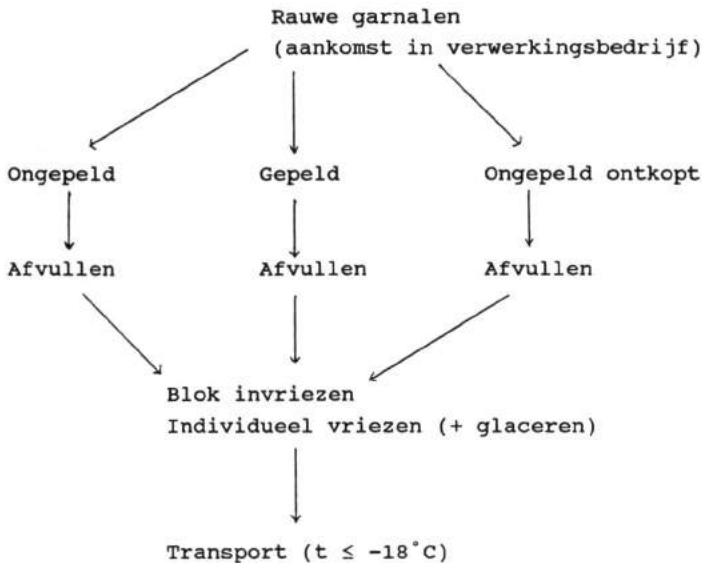 Rauwe garnalen
(aankomst in verwerkingsbedrijf)
Ongepeld
Gepeld
Ongepeld ontkopt
Afvullen
Afvullen
Afvullen
Blok invriezen
Individueel vriezen (+ glaceren)
Transport (t ≤ -18°C)